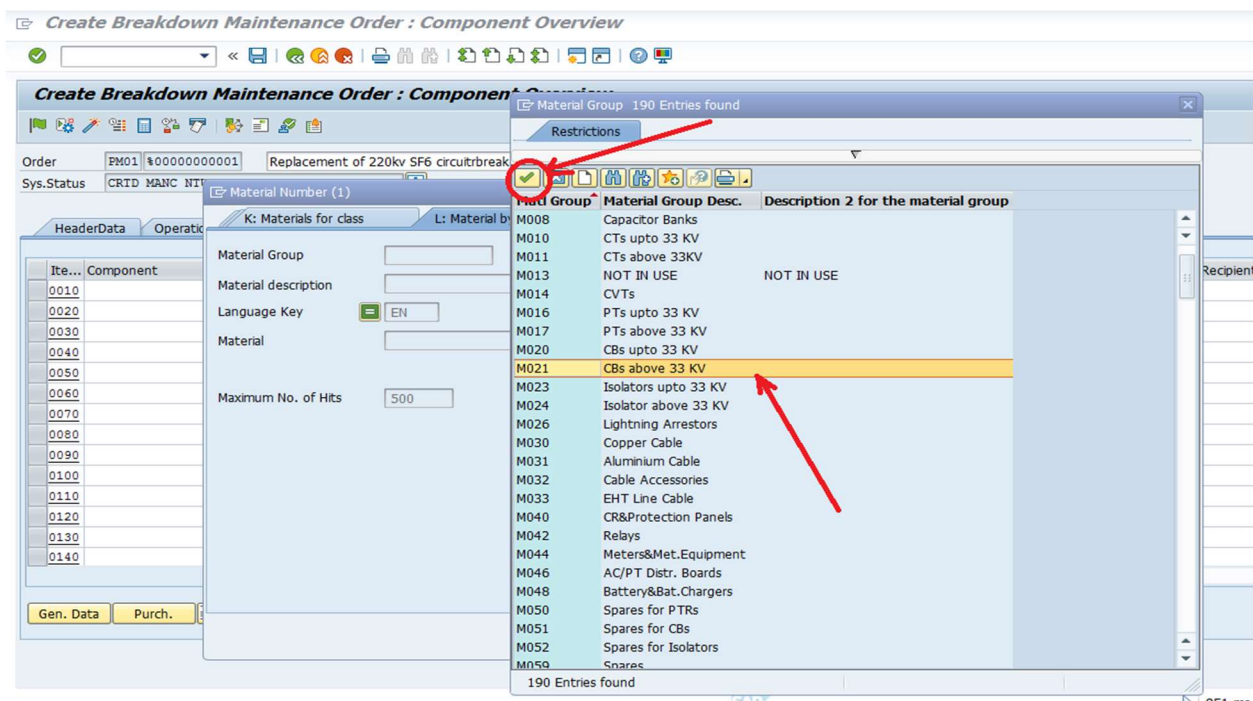 Create Breakdown Maintenance Order : Component Overview
Create Breakdown Maintenance Order : Component
Order PM01 %00000000001 Replacement of 220kv SF6 circuitrbreak
Sys.Status CRTD MANC
HeaderData
Ite... Component
0010
0020
0030
0040
0050
0060
0070
0080
0090
0100
0110
0120
0130
0140
Gen. Data Purch.
Material Number (1)
K: Materials for class L: Material by
Material Group
Material description
Language Key EN
Material
Maximum No. of Hits 500
Material Group 190 Entries found
Restrictions
Matl Group Material Group Desc. Description 2 for the material group
M008 Capacitor Banks
M010 CTs upto 33 KV
M011 CTs above 33KV
M013 NOT IN USE NOT IN USE
M014 CVTs
M016 PTs upto 33 KV
M017 PTs above 33 KV
M020 CBs upto 33 KV
M021 CBs above 33 KV
M023 Isolators upto 33 KV
M024 Isolator above 33 KV
M026 Lightning Arrestors
M030 Copper Cable
M031 Aluminium Cable
M032 Cable Accessories
M033 EHT Line Cable
M040 CR&Protection Panels
M042 Relays
M044 Meters&Met.Equipment
M046 AC/PT Distr. Boards
M048 Battery&Bat.Chargers
M050 Spares for PTRs
M051 Spares for CBs
M052 Spares for Isolators
M059 Spares
190 Entries found
Recipient